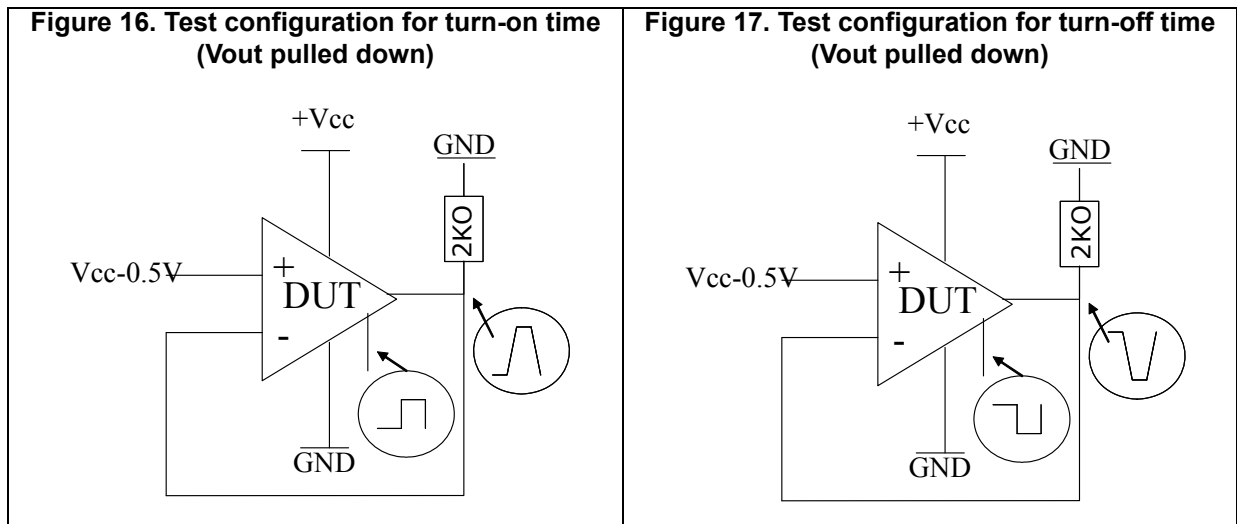 Figure 16. Test configuration for turn-on time
(Vout pulled down)
+Vcc
GND
2KO
Vcc-0.5V
+
DUT
-
GND
Figure 17. Test configuration for turn-off time
(Vout pulled down)
+Vcc
GND
2KO
Vcc-0.5V
+
DUT
-
GND